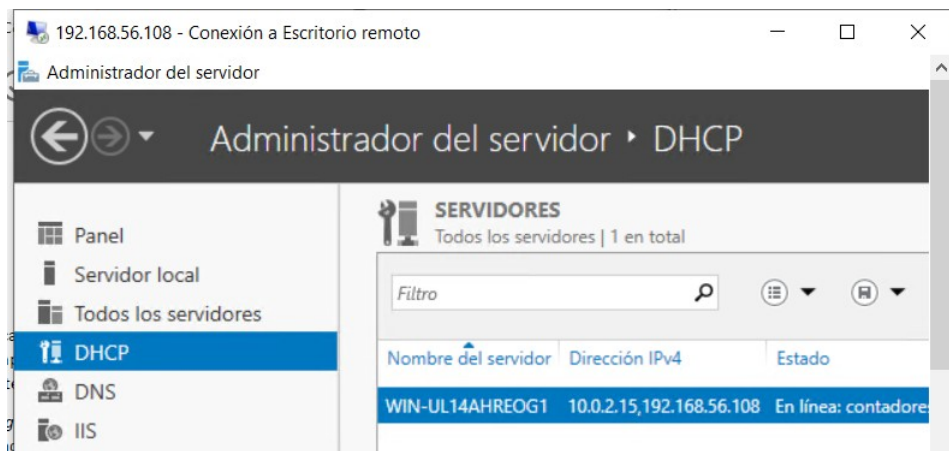 192.168.56.108 - Conexión a Escritorio remoto
Administrador del servidor
Administrador del servidor ‣ DHCP
Panel
Servidor local
Todos los servidores
DHCP
DNS
IIS
SERVIDORES
Todos los servidores | 1 en total
Filtro
Nombre del servidor Dirección IPv4 Estado
WIN-UL14AHREOG1 10.0.2.15,192.168.56.108 En línea: contadore